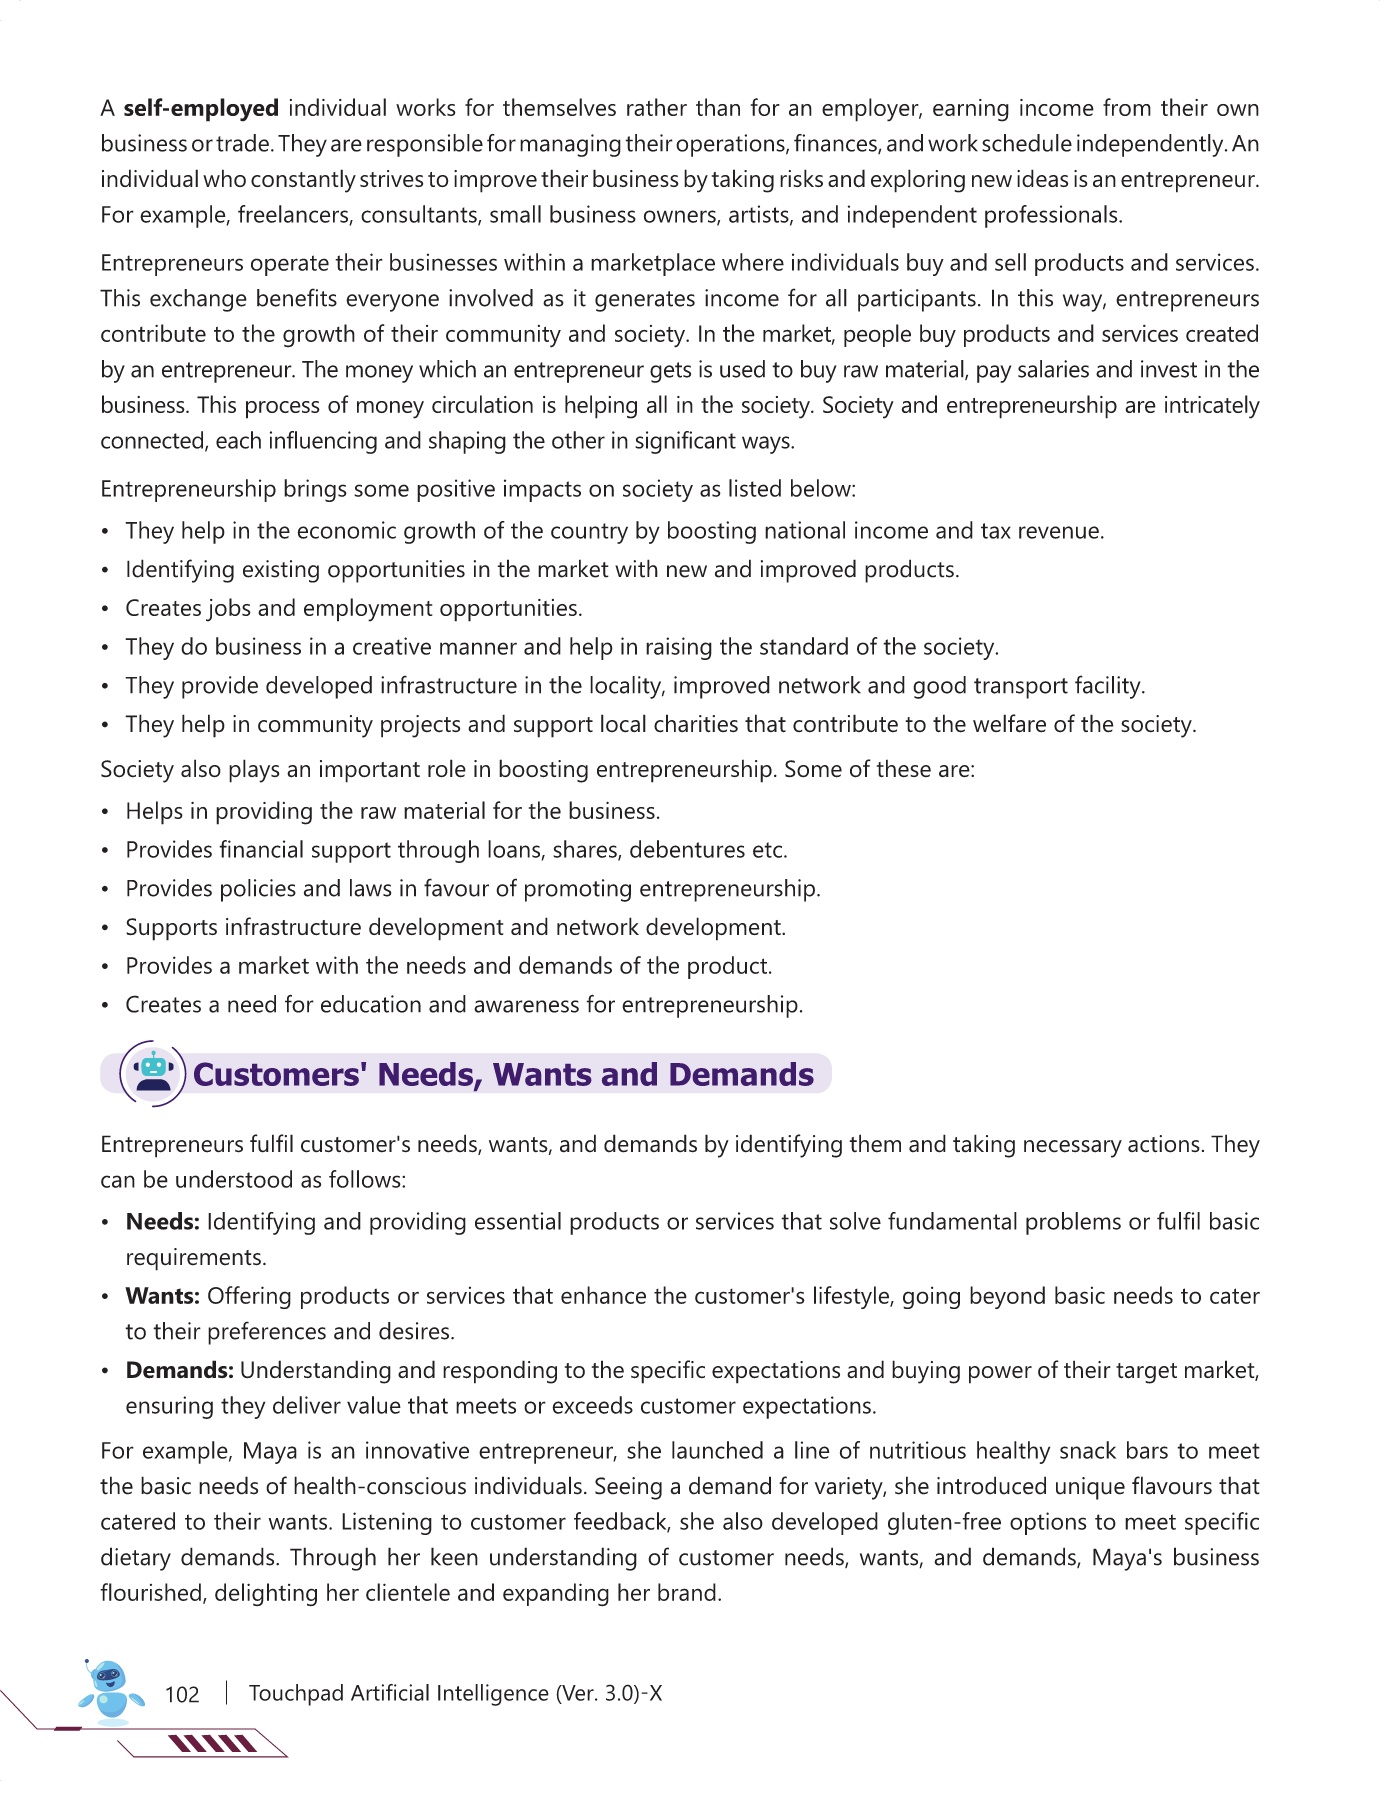 A self-employed individual works for themselves rather than for an employer, earning income from their own
business or trade. They are responsible for managing their operations, finances, and work schedule independently. An
individual who constantly strives to improve their business by taking risks and exploring new ideas is an entrepreneur.
For example, freelancers, consultants, small business owners, artists, and independent professionals.
Entrepreneurs operate their businesses within a marketplace where individuals buy and sell products and services.
This exchange benefits everyone involved as it generates income for all participants. In this way, entrepreneurs
contribute to the growth of their community and society. In the market, people buy products and services created
by an entrepreneur. The money which an entrepreneur gets is used to buy raw material, pay salaries and invest in the
business. This process of money circulation is helping all in the society. Society and entrepreneurship are intricately
connected, each influencing and shaping the other in significant ways.
Entrepreneurship brings some positive impacts on society as listed below:
• They help in the economic growth of the country by boosting national income and tax revenue.
• Identifying existing opportunities in the market with new and improved products.
• Creates jobs and employment opportunities.
• They do business in a creative manner and help in raising the standard of the society.
• They provide developed infrastructure in the locality, improved network and good transport facility.
• They help in community projects and support local charities that contribute to the welfare of the society.
Society also plays an important role in boosting entrepreneurship. Some of these are:
• Helps in providing the raw material for the business.
• Provides financial support through loans, shares, debentures etc.
• Provides policies and laws in favour of promoting entrepreneurship.
• Supports infrastructure development and network development.
• Provides a market with the needs and demands of the product.
• Creates a need for education and awareness for entrepreneurship.
Customers' Needs, Wants and Demands
Entrepreneurs fulfil customer's needs, wants, and demands by identifying them and taking necessary actions. They
can be understood as follows:
• Needs: Identifying and providing essential products or services that solve fundamental problems or fulfil basic
requirements.
• Wants: Offering products or services that enhance the customer's lifestyle, going beyond basic needs to cater
to their preferences and desires.
• Demands: Understanding and responding to the specific expectations and buying power of their target market,
ensuring they deliver value that meets or exceeds customer expectations.
For example, Maya is an innovative entrepreneur, she launched a line of nutritious healthy snack bars to meet
the basic needs of health-conscious individuals. Seeing a demand for variety, she introduced unique flavours that
catered to their wants. Listening to customer feedback, she also developed gluten-free options to meet specific
dietary demands. Through her keen understanding of customer needs, wants, and demands, Maya's business
flourished, delighting her clientele and expanding her brand.
102 | Touchpad Artificial Intelligence (Ver. 3.0)-X